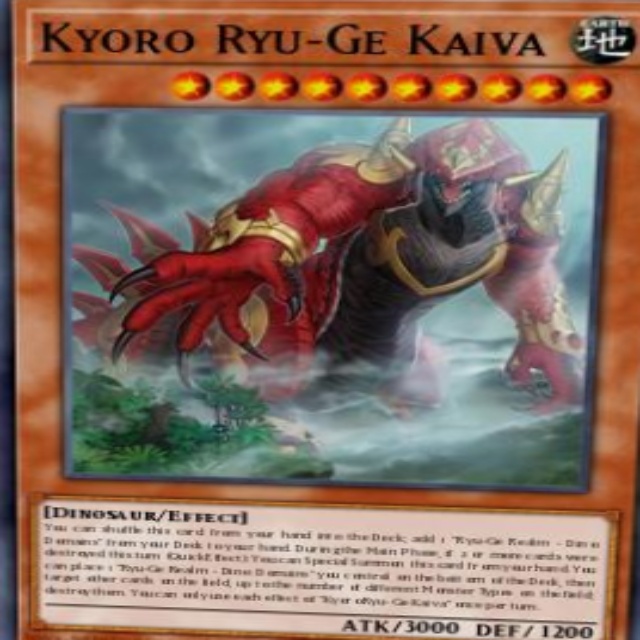 Kyoro Ryu-Ge Kaiva
EARTH
地
[Dinosaur/Effect]
You can shuffle this card from your hand into the Deck; add 1 "Ryu-Ge Realm - Dino
Domains" from your Deck to your hand. During the Main Phase, if 2 or more cards were
destroyed this turn (Quick Effect): You can Special Summon this card from your hand. You
can place 1 "Ryu-Ge Realm - Dino Domains" you control on the bottom of the Deck, then
target other cards on the field, up to the number of different Monster Types on the field;
destroy them. You can only use each effect of "Kyoro Ryu-Ge Kaiva" once per turn.
ATK/3000 DEF/1200